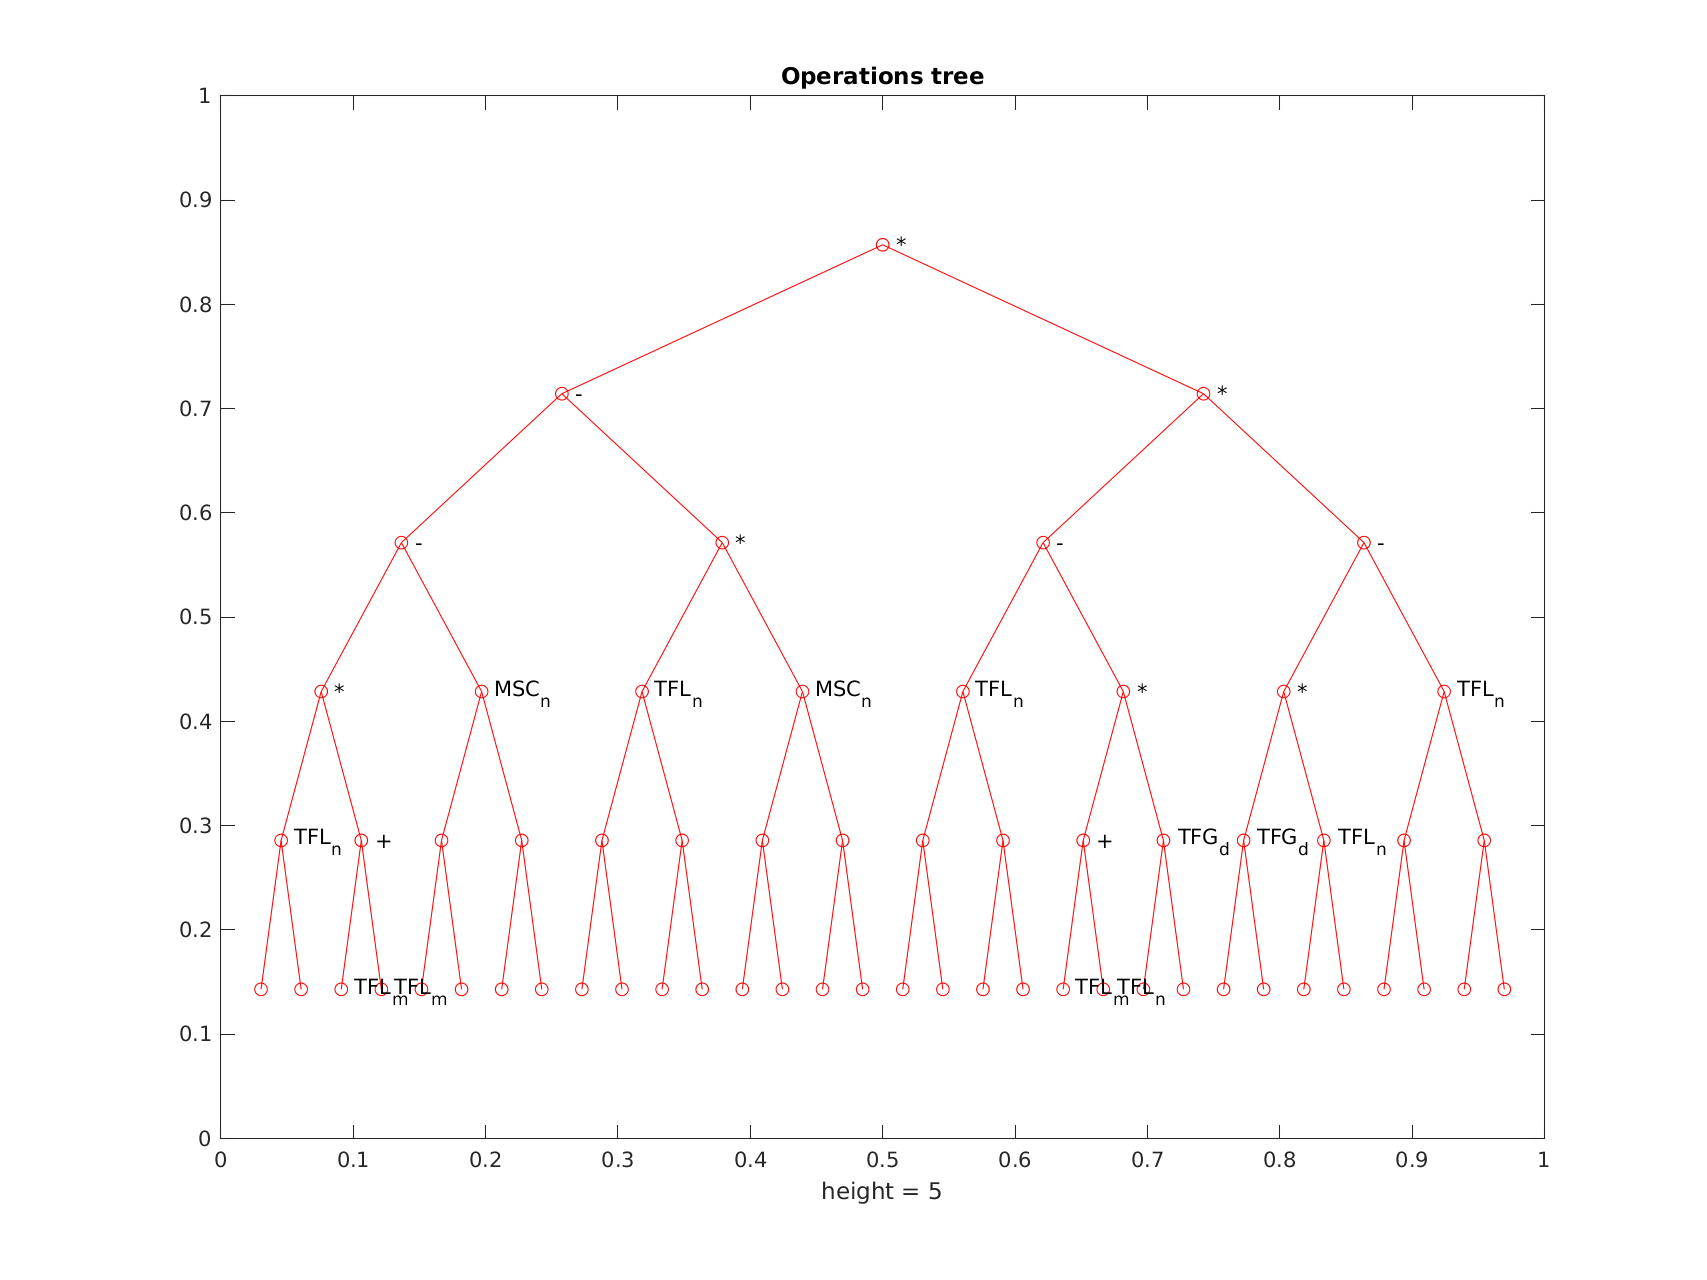 Operations tree
1
0.9
*
0.8
- *
0.7
0.6
- * - -
0.5
* MSC_n TFL_n MSC_n TFL_n * * TFL_n
0.4
0.3
TFL_n + + TFG_d TFG_d TFL_n
0.2
TFL_m TFL_m TFL_m TFL_n
0.1
0
0 0.1 0.2 0.3 0.4 0.5 0.6 0.7 0.8 0.9 1
height = 5